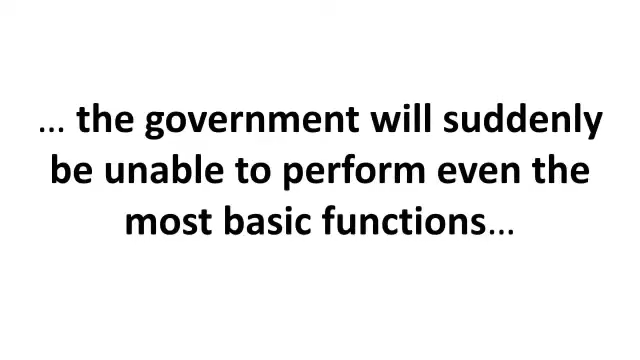 ... the government will suddenly
be unable to perform even the
most basic functions...